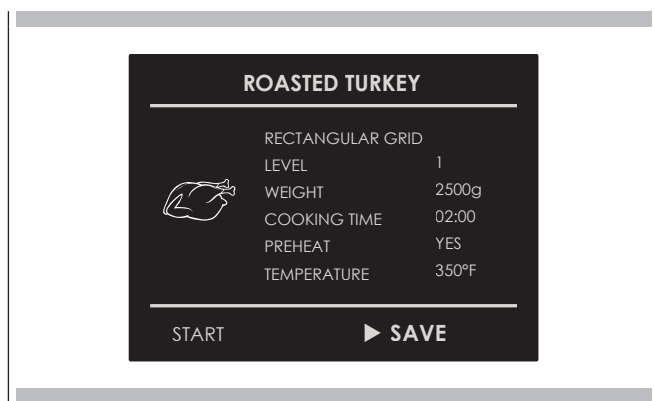 ROASTED TURKEY
RECTANGULAR GRID
LEVEL 1
WEIGHT 2500g
COOKING TIME 02:00
PREHEAT YES
TEMPERATURE 350°F
START ▶ SAVE